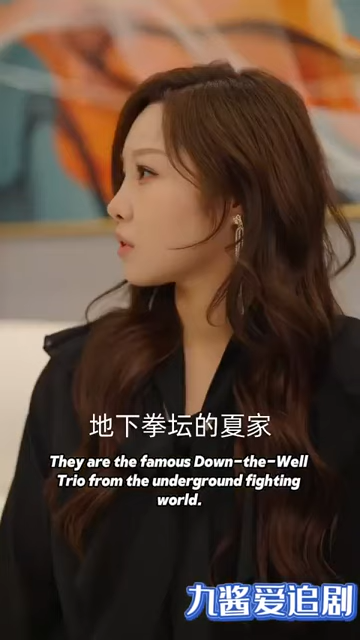 地下拳坛的夏家
They are the famous Down-the-Well
Trio from the underground fighting
world.
九酱爱追剧